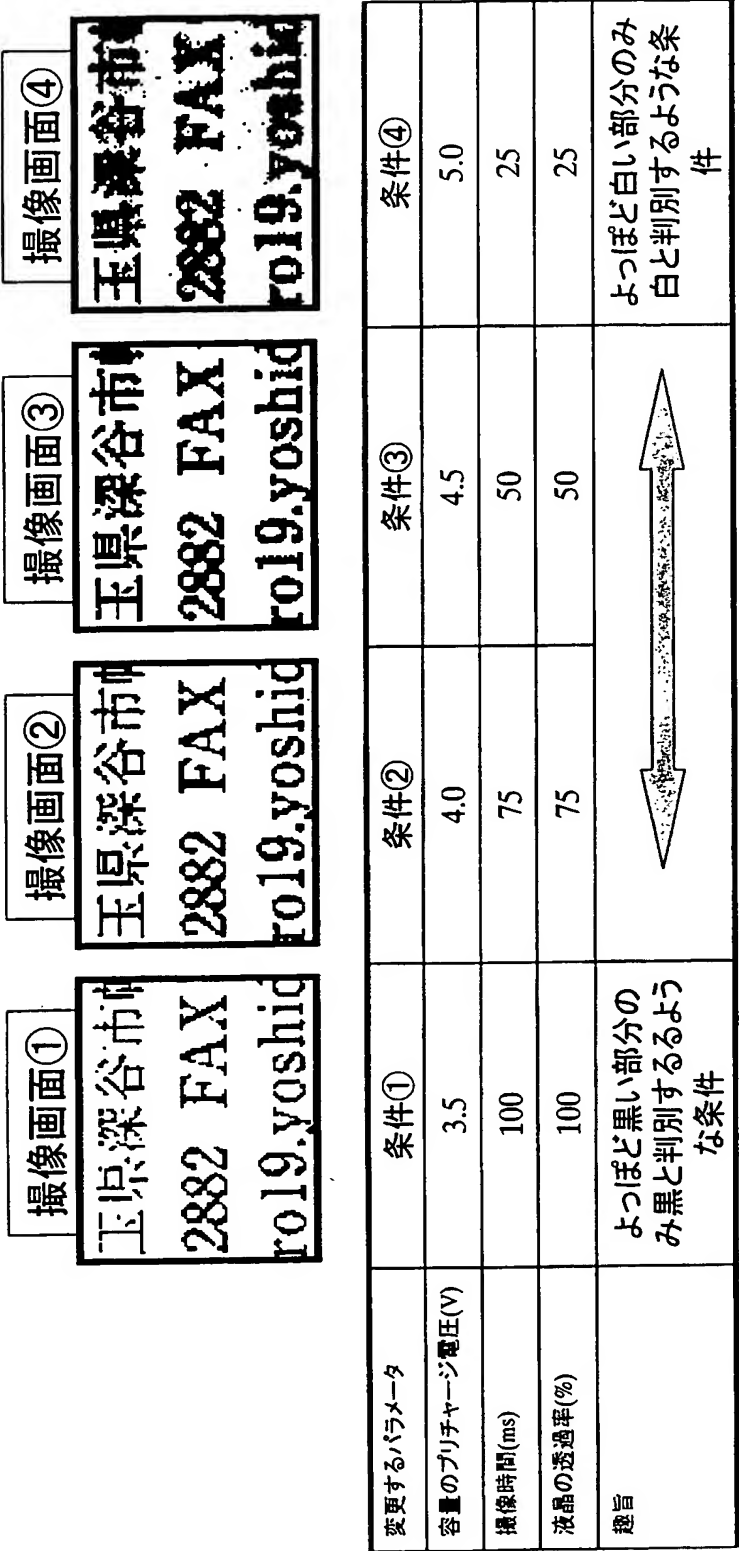 撮像画面①
玉県深谷市
2882 FAX
ro19.yoshid
撮像画面②
玉県深谷市
2882 FAX
ro19.yoshid
撮像画面③
玉県深谷市
2882 FAX
ro19.yoshid
撮像画面④
玉県深谷市
2882 FAX
ro19.yoshid
変更するパラメータ 条件① 条件② 条件③ 条件④
容量のプリチャージ電圧(V) 3.5 4.0 4.5 5.0
撮像時間(ms) 100 75 50 25
液晶の透過率(%) 100 75 50 25
趣旨
よっぽど黒い部分の
み黒と判別するるよう
な条件
よっぽど白い部分のみ
白と判別するような条
件